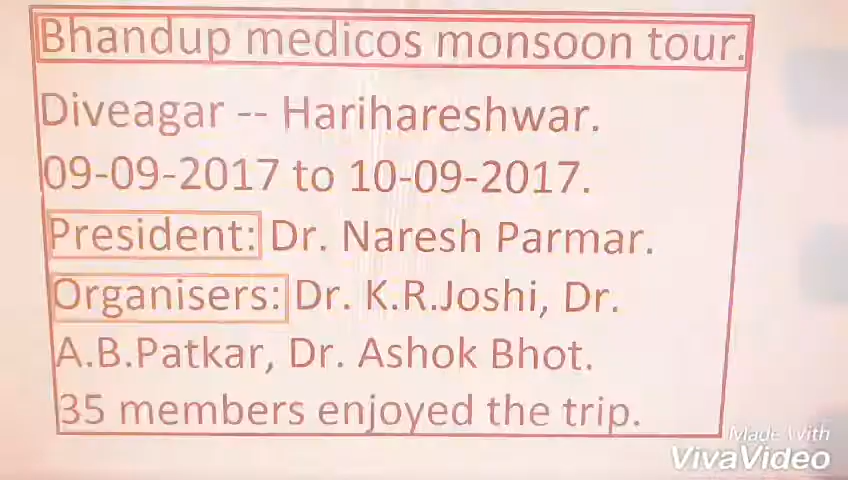 Bhandup medicos monsoon tour.
Diveagar -- Harihareshwar.
09-09-2017 to 10-09-2017.
President: Dr. Naresh Parmar.
Organisers: Dr. K.R.Joshi, Dr.
A.B.Patkar, Dr. Ashok Bhot.
35 members enjoyed the trip.
Made With
VivaVideo